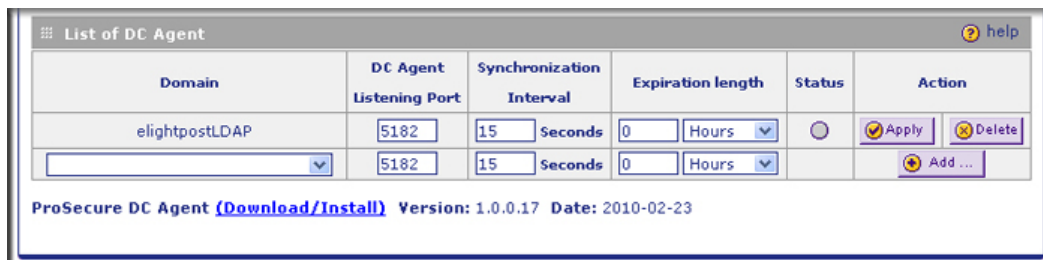 List of DC Agent help
Domain DC Agent Listening Port Synchronization Interval Expiration length Status Action
elightpostLDAP 5182 15 Seconds 0 Hours Apply Delete
5182 15 Seconds 0 Hours Add ...
ProSecure DC Agent (Download/Install) Version: 1.0.0.17 Date: 2010-02-23